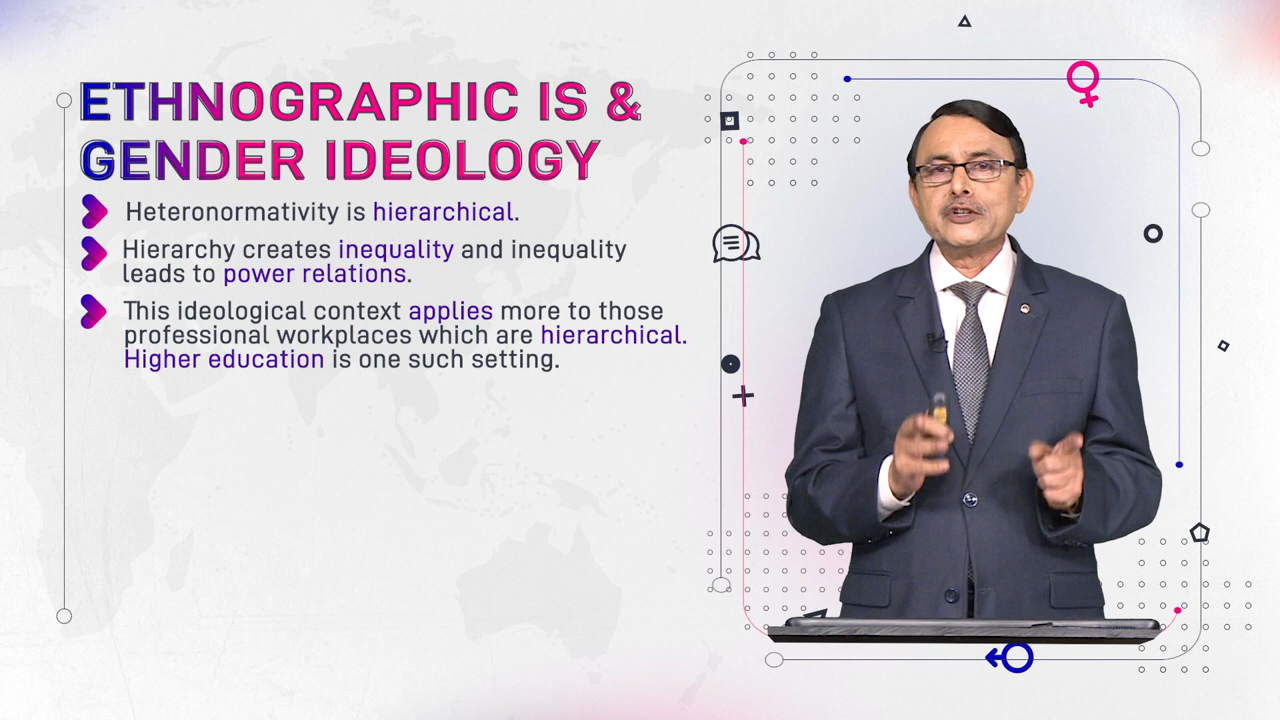 ETHNOGRAPHIC IS &
GENDER IDEOLOGY
Heteronormativity is hierarchical.
Hierarchy creates inequality and inequality
leads to power relations.
This ideological context applies more to those
professional workplaces which are hierarchical.
Higher education is one such setting.